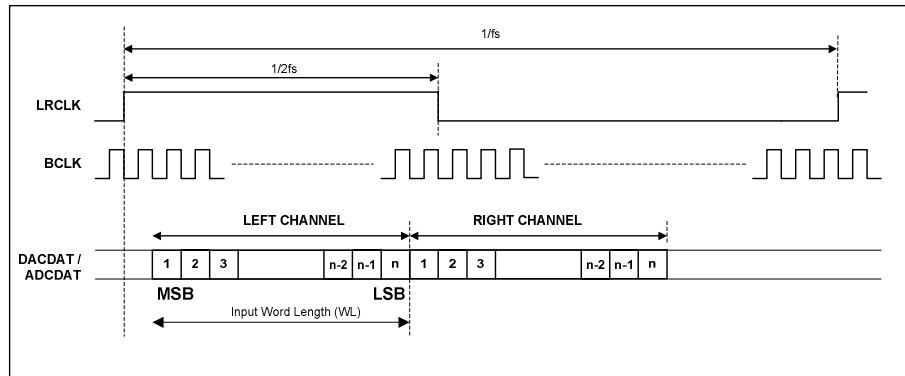 1/fs
1/2fs
LRCLK
BCLK
LEFT CHANNEL RIGHT CHANNEL
DACDAT /
ADCDAT
1 2 3 n-2 n-1 n 1 2 3 n-2 n-1 n
MSB LSB
Input Word Length (WL)